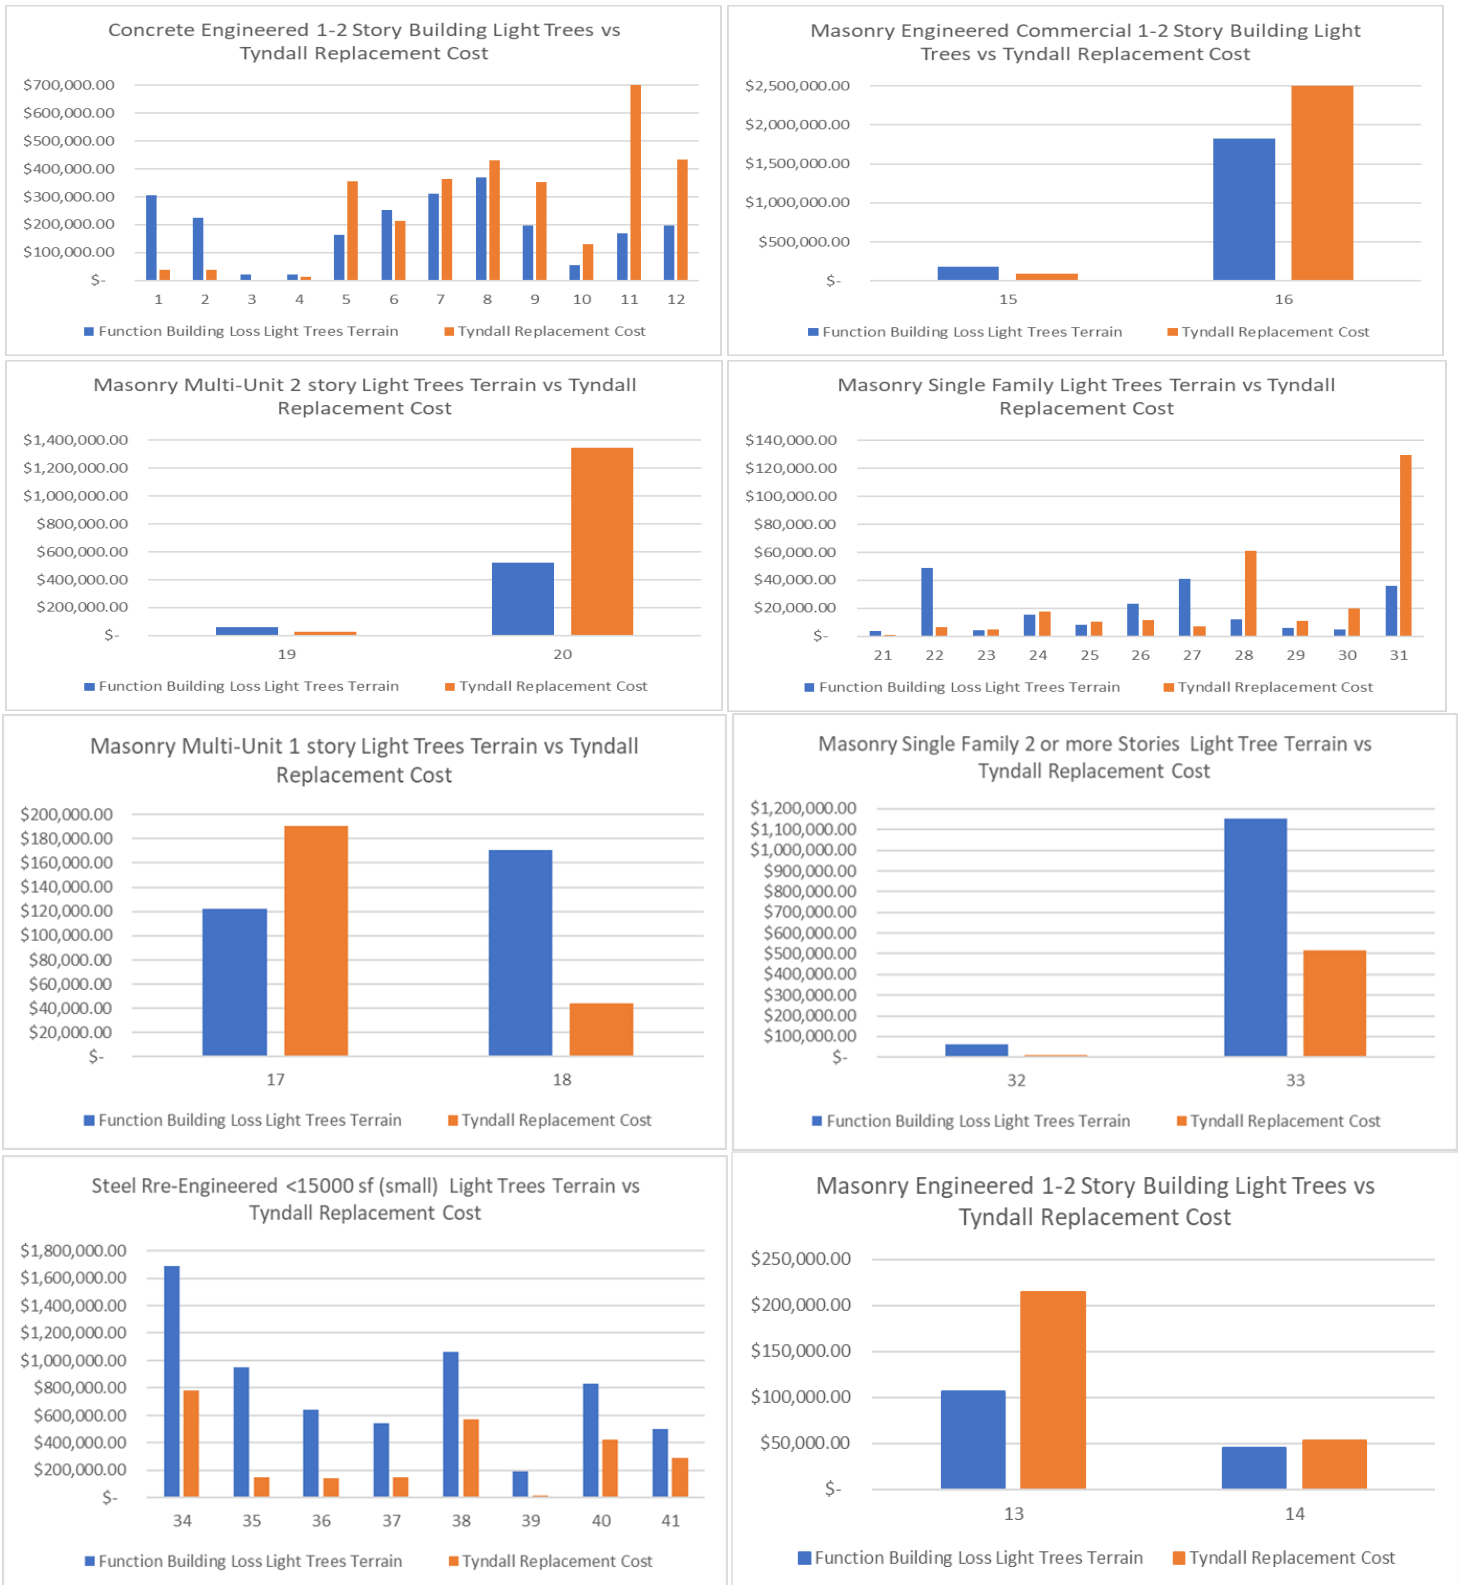 Concrete Engineered 1-2 Story Building Light Trees vs
Tyndall Replacement Cost
$700,000.00
$600,000.00
$500,000.00
$400,000.00
$300,000.00
$200,000.00
$100,000.00
$-
1 2 3 4 5 6 7 8 9 10 11 12
Function Building Loss Light Trees Terrain Tyndall Replacement Cost
Masonry Engineered Commercial 1-2 Story Building Light
Trees vs Tyndall Replacement Cost
$2,500,000.00
$2,000,000.00
$1,500,000.00
$1,000,000.00
$500,000.00
$-
15 16
Function Building Loss Light Trees Terrain Tyndall Replacement Cost
Masonry Multi-Unit 2 story Light Trees Terrain vs Tyndall
Replacement Cost
$1,400,000.00
$1,200,000.00
$1,000,000.00
$800,000.00
$600,000.00
$400,000.00
$200,000.00
$-
19 20
Function Building Loss Light Trees Terrain Tyndall Replacement Cost
Masonry Single Family Light Trees Terrain vs Tyndall
Replacement Cost
$140,000.00
$120,000.00
$100,000.00
$80,000.00
$60,000.00
$40,000.00
$20,000.00
$-
21 22 23 24 25 26 27 28 29 30 31
Function Building Loss Light Trees Terrain Tyndall Rreplacement Cost
Masonry Multi-Unit 1 story Light Trees Terrain vs Tyndall
Replacement Cost
$200,000.00
$180,000.00
$160,000.00
$140,000.00
$120,000.00
$100,000.00
$80,000.00
$60,000.00
$40,000.00
$20,000.00
$-
17 18
Function Building Loss Light Trees Terrain Tyndall Replacement Cost
Masonry Single Family 2 or more Stories Light Tree Terrain vs
Tyndall Replacement Cost
$1,200,000.00
$1,100,000.00
$1,000,000.00
$900,000.00
$800,000.00
$700,000.00
$600,000.00
$500,000.00
$400,000.00
$300,000.00
$200,000.00
$100,000.00
$-
32 33
Function Building Loss Light Trees Terrain Tyndall Replacement Cost
Steel Rre-Engineered <15000 sf (small) Light Trees Terrain vs
Tyndall Replacement Cost
$1,800,000.00
$1,600,000.00
$1,400,000.00
$1,200,000.00
$1,000,000.00
$800,000.00
$600,000.00
$400,000.00
$200,000.00
$-
34 35 36 37 38 39 40 41
Function Building Loss Light Trees Terrain Tyndall Replacement Cost
Masonry Engineered 1-2 Story Building Light Trees vs
Tyndall Replacement Cost
$250,000.00
$200,000.00
$150,000.00
$100,000.00
$50,000.00
$-
13 14
Function Building Loss Light Trees Terrain Tyndall Replacement Cost